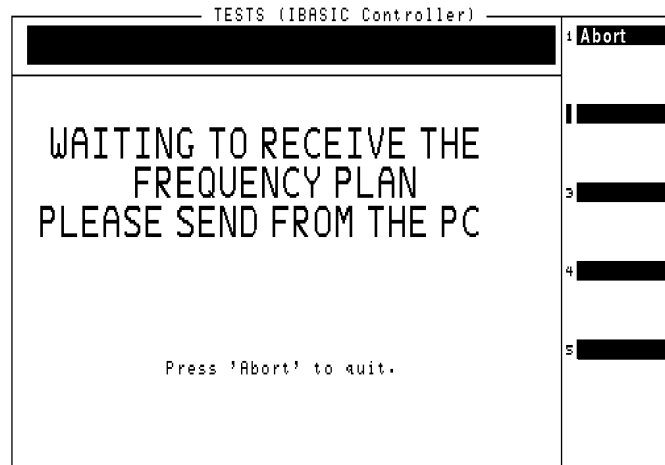 TESTS (IBASIC Controller)
1 Abort
WAITING TO RECEIVE THE
FREQUENCY PLAN
PLEASE SEND FROM THE PC
3
4
5
Press 'Abort' to quit.